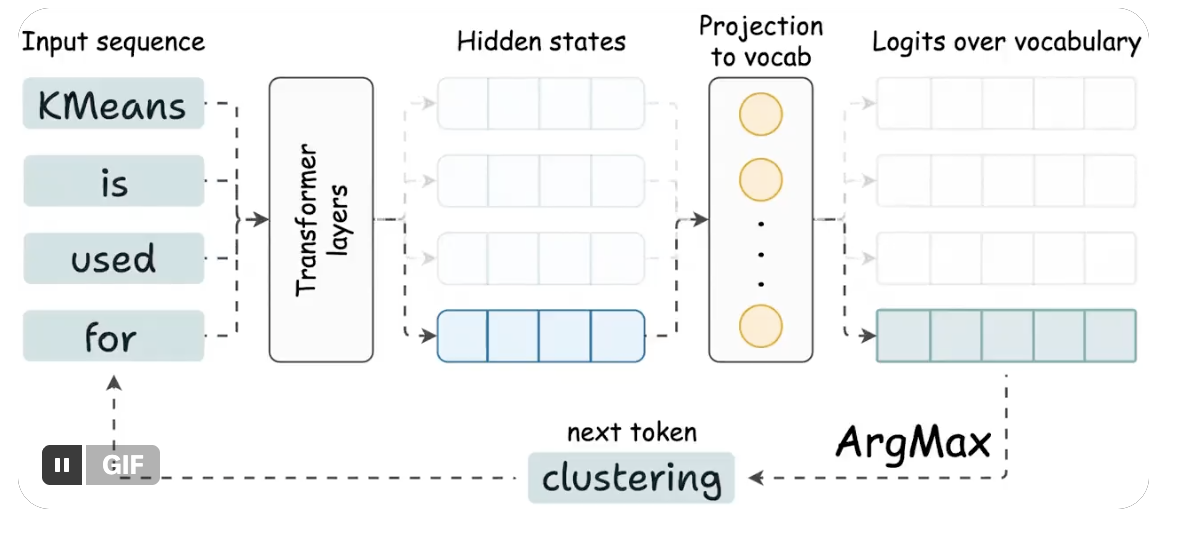 Input sequence
Hidden states
Projection
to vocab
Logits over vocabulary
KMeans
is
used
for
Transformer
layers
next token
clustering
ArgMax
GIF